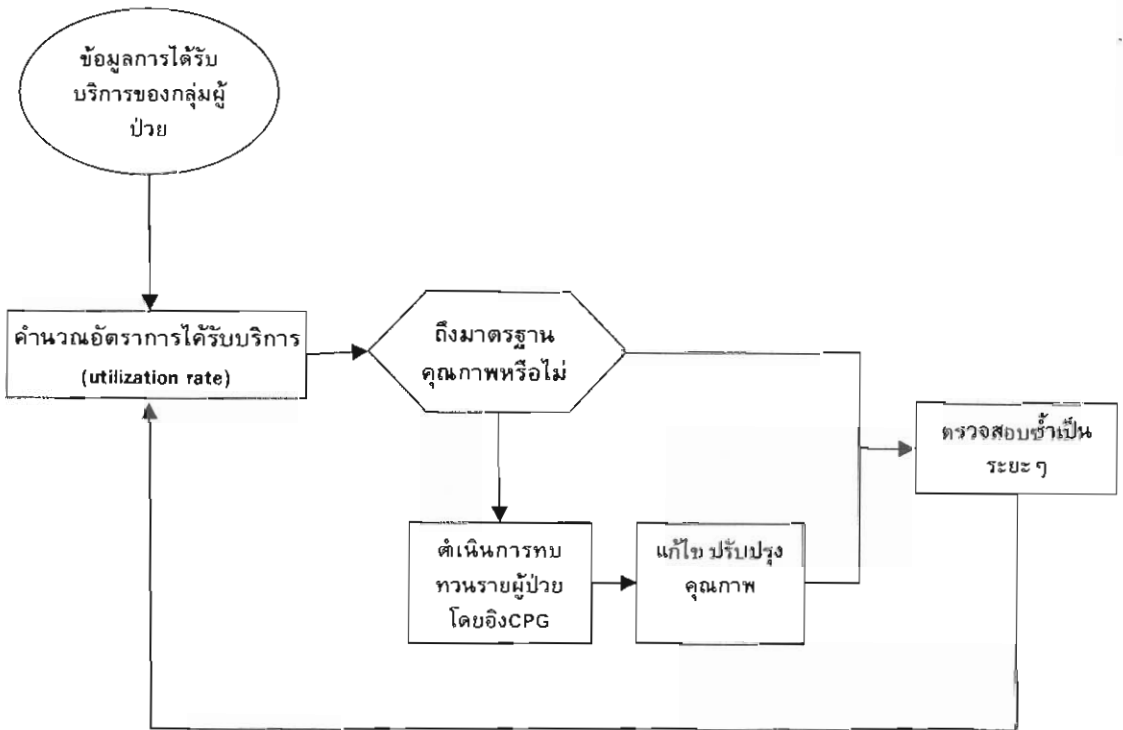 ข้อมูลการได้รับ
บริการของกลุ่มผู้
ป่วย
คำนวณอัตราการได้รับบริการ
(utilization rate)
ถึงมาตรฐาน
คุณภาพหรือไม่
ตรวจสอบซ้ำเป็น
ระยะ ๆ
ดำเนินการทบ
ทวนรายผู้ป่วย
โดยอิงCPG
แก้ไข ปรับปรุง
คุณภาพ